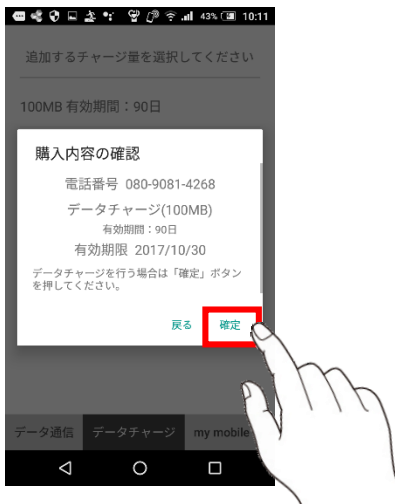 43% 10:11
追加するチャージ量を選択してください
100MB 有効期間：90日
購入内容の確認
電話番号 080-9081-4268
データチャージ(100MB)
有効期間：90日
有効期限 2017/10/30
データチャージを行う場合は「確定」ボタン
を押してください。
戻る 確定
データ通信 データチャージ my mobile